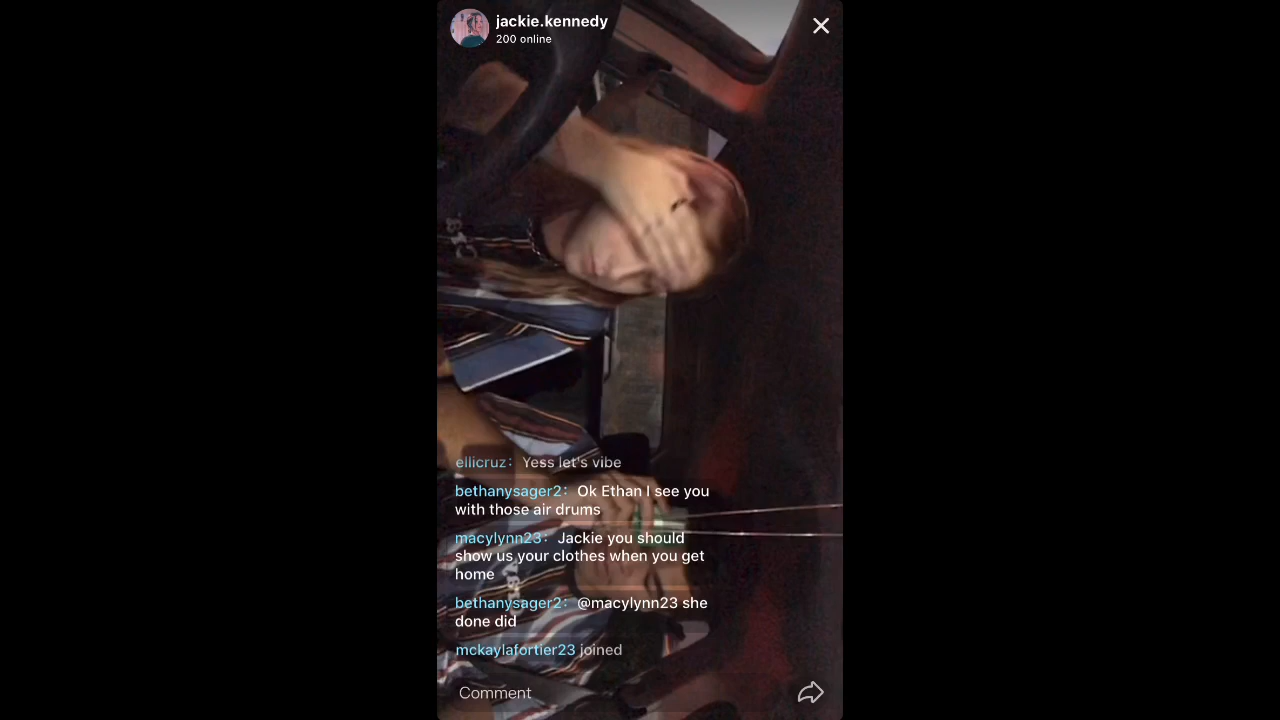 jackie.kennedy
200 online
ellicruz: Yess let's vibe
bethanysager2: Ok Ethan I see you
with those air drums
macylynn23: Jackie you should
show us your clothes when you get
home
bethanysager2: @macylynn23 she
done did
mckaylafortier23 joined
Comment